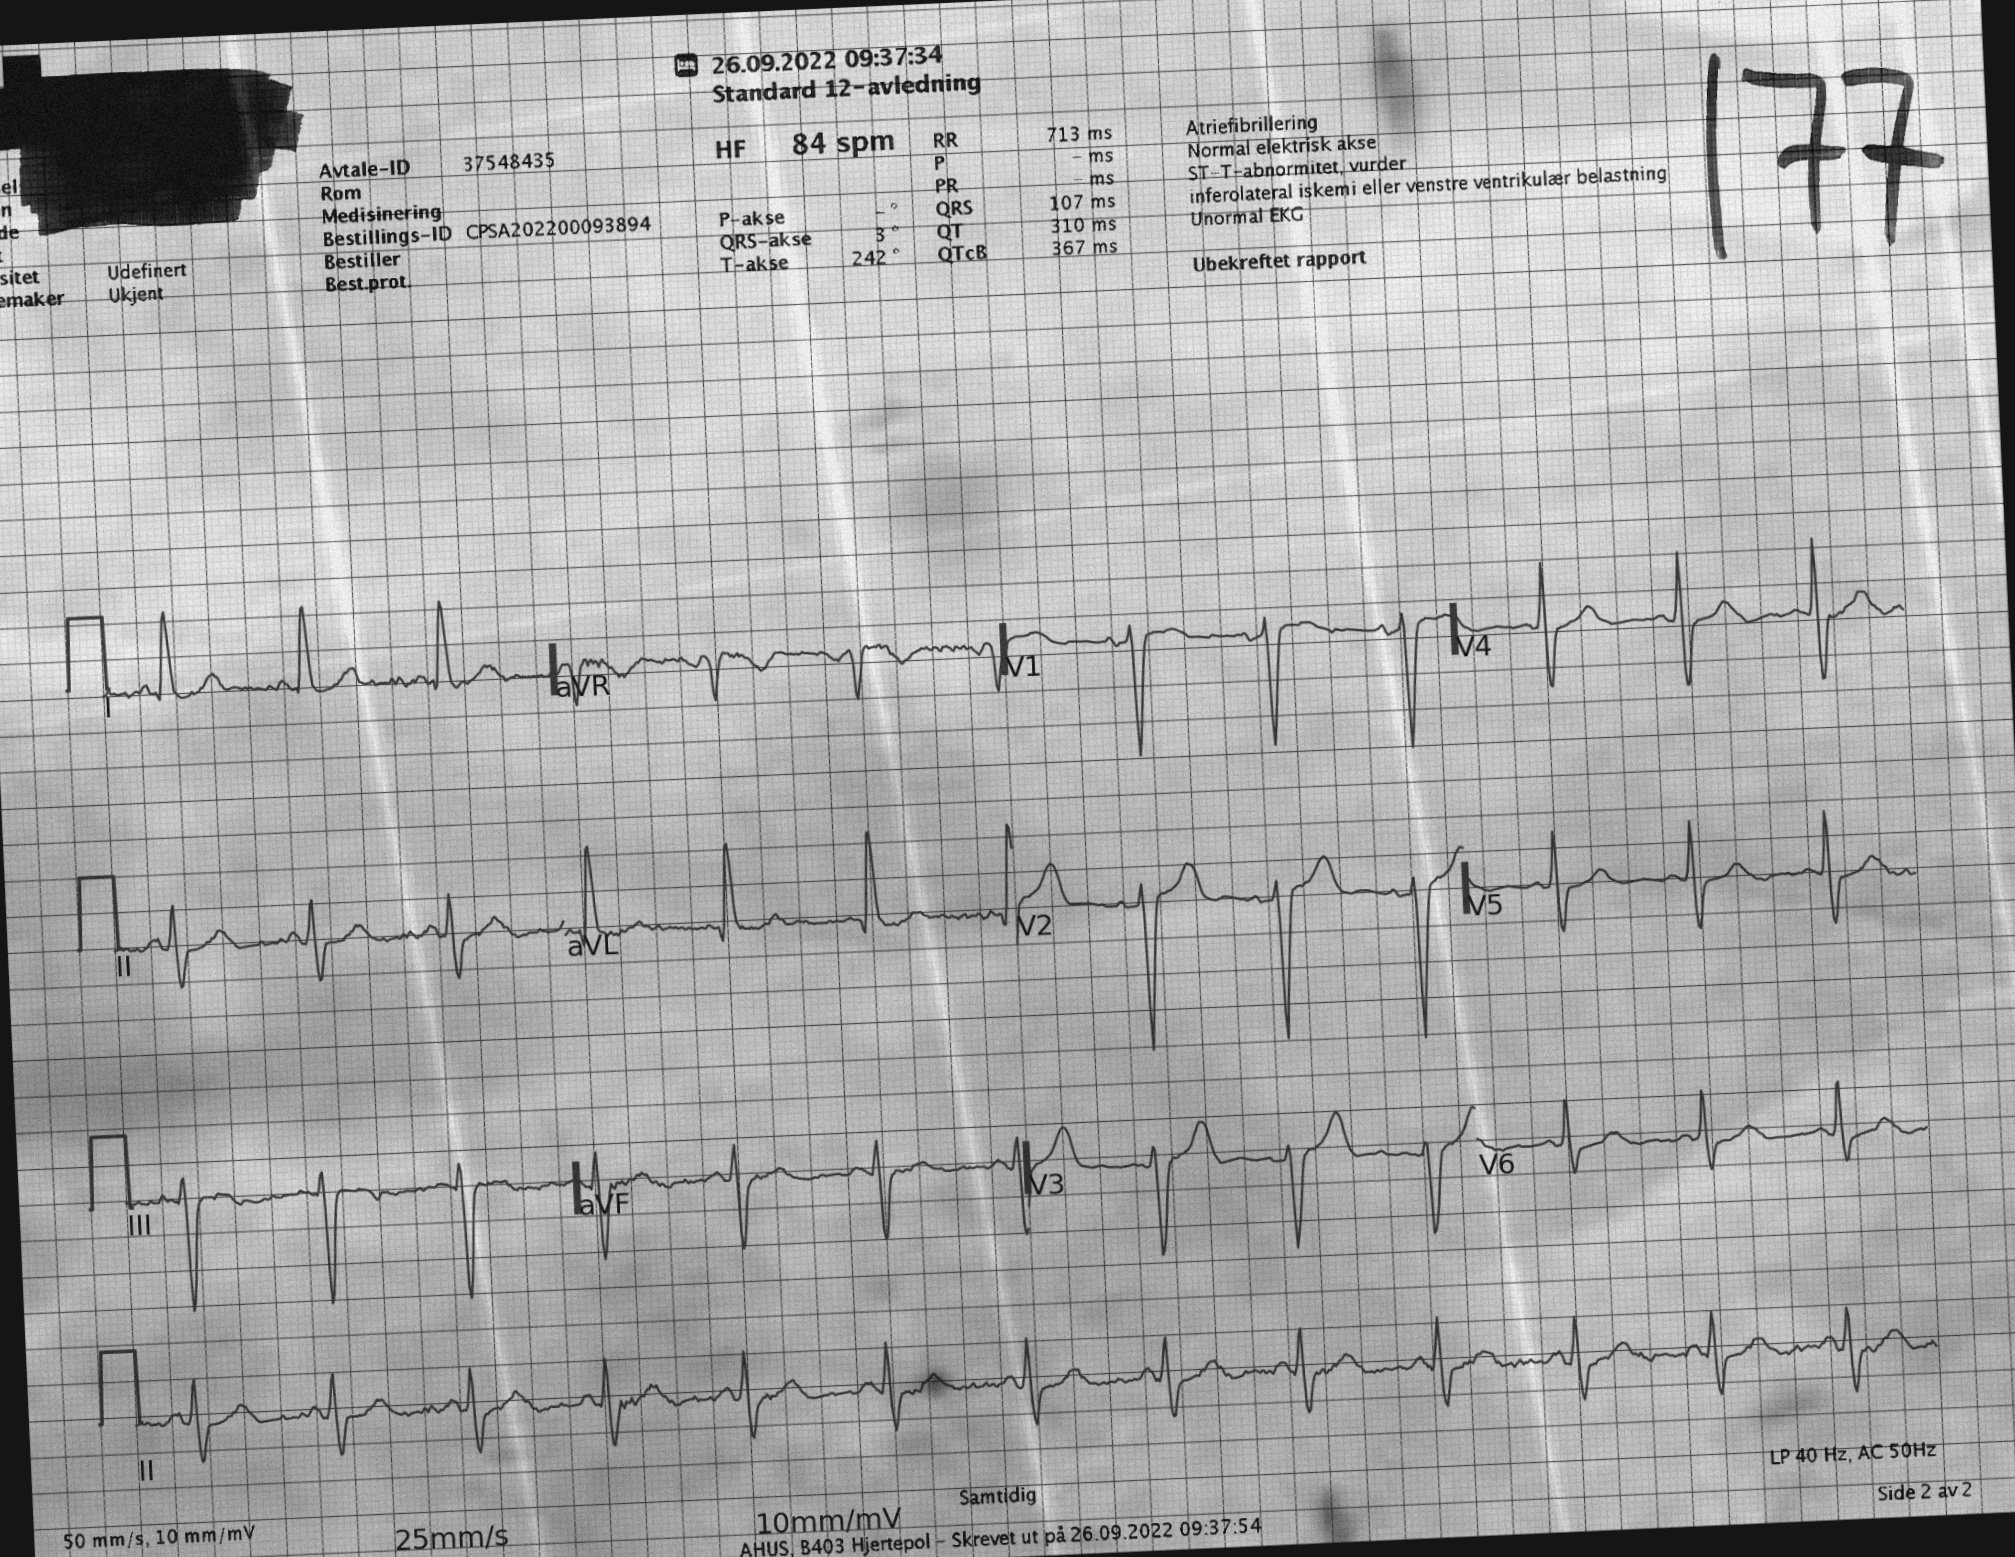 26.09.2022 09:37:34
Standard 12-avledning
177
Avtale-ID 37548435
Rom
Medisinering
Bestillings-ID CPSA202200093894
Bestiller
Best.prot.
Udefinert
Ukjent
HF 84 spm
P-akse – °
QRS-akse 3 °
T-akse 242 °
RR 713 ms
P – ms
PR – ms
QRS 107 ms
QT 310 ms
QTcB 367 ms
Atriefibrillering
Normal elektrisk akse
ST-T-abnormitet, vurder
inferolateral iskemi eller venstre ventrikulær belastning
Unormal EKG
Ubekreftet rapport
I aVR V1 V4
II aVL V2 V5
III aVF V3 V6
II
LP 40 Hz, AC 50Hz
Side 2 av 2
50 mm/s, 10 mm/mV
25mm/s
10mm/mV
Samtidig
AHUS, B403 Hjertepol - Skrevet ut på 26.09.2022 09:37:54